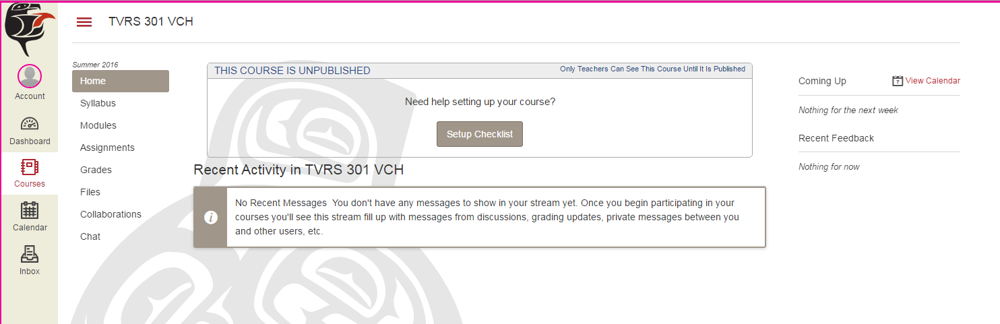 TVRS 301 VCH
Account
Dashboard
Courses
Calendar
Inbox
Summer 2016
Home
Syllabus
Modules
Assignments
Grades
Files
Collaborations
Chat
THIS COURSE IS UNPUBLISHED
Only Teachers Can See This Course Until It Is Published
Need help setting up your course?
Setup Checklist
Recent Activity in TVRS 301 VCH
i
No Recent Messages You don't have any messages to show in your stream yet. Once you begin participating in your
courses you'll see this stream fill up with messages from discussions, grading updates, private messages between you
and other users, etc.
Coming Up
7
View Calendar
Nothing for the next week
Recent Feedback
Nothing for now